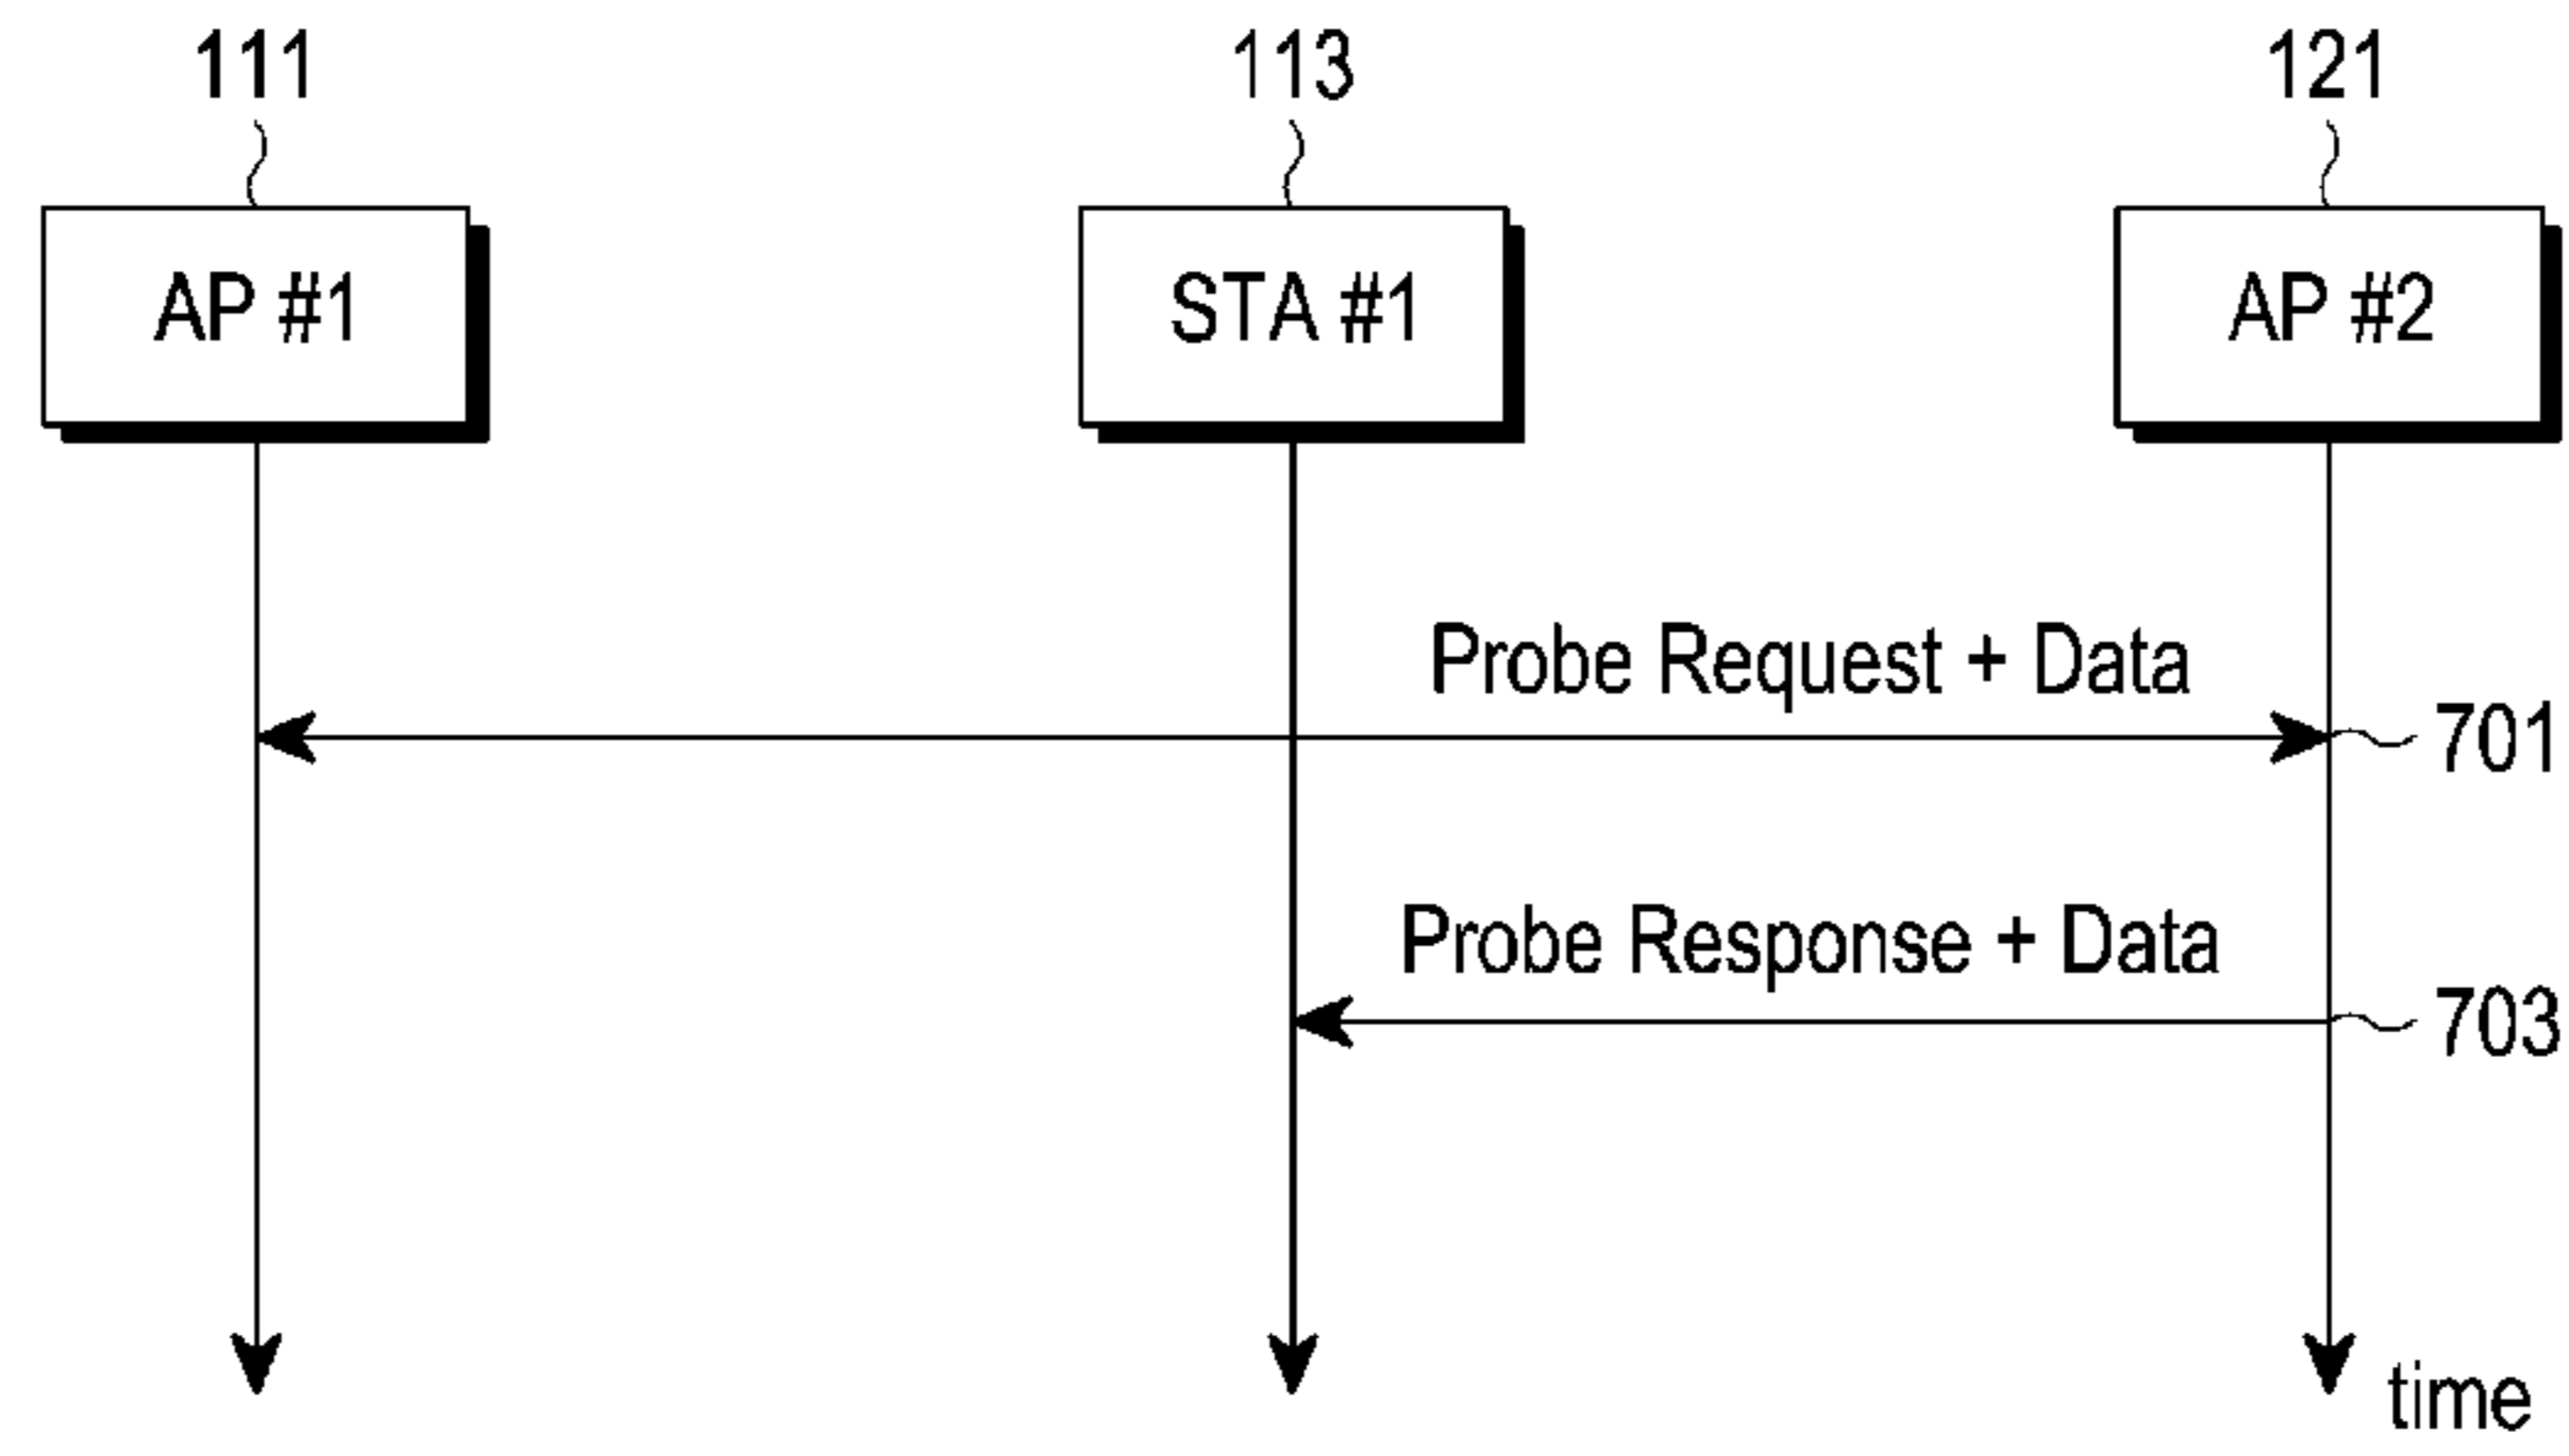 111
113
121
AP #1
STA #1
AP #2
Probe Request + Data
701
Probe Response + Data
703
time